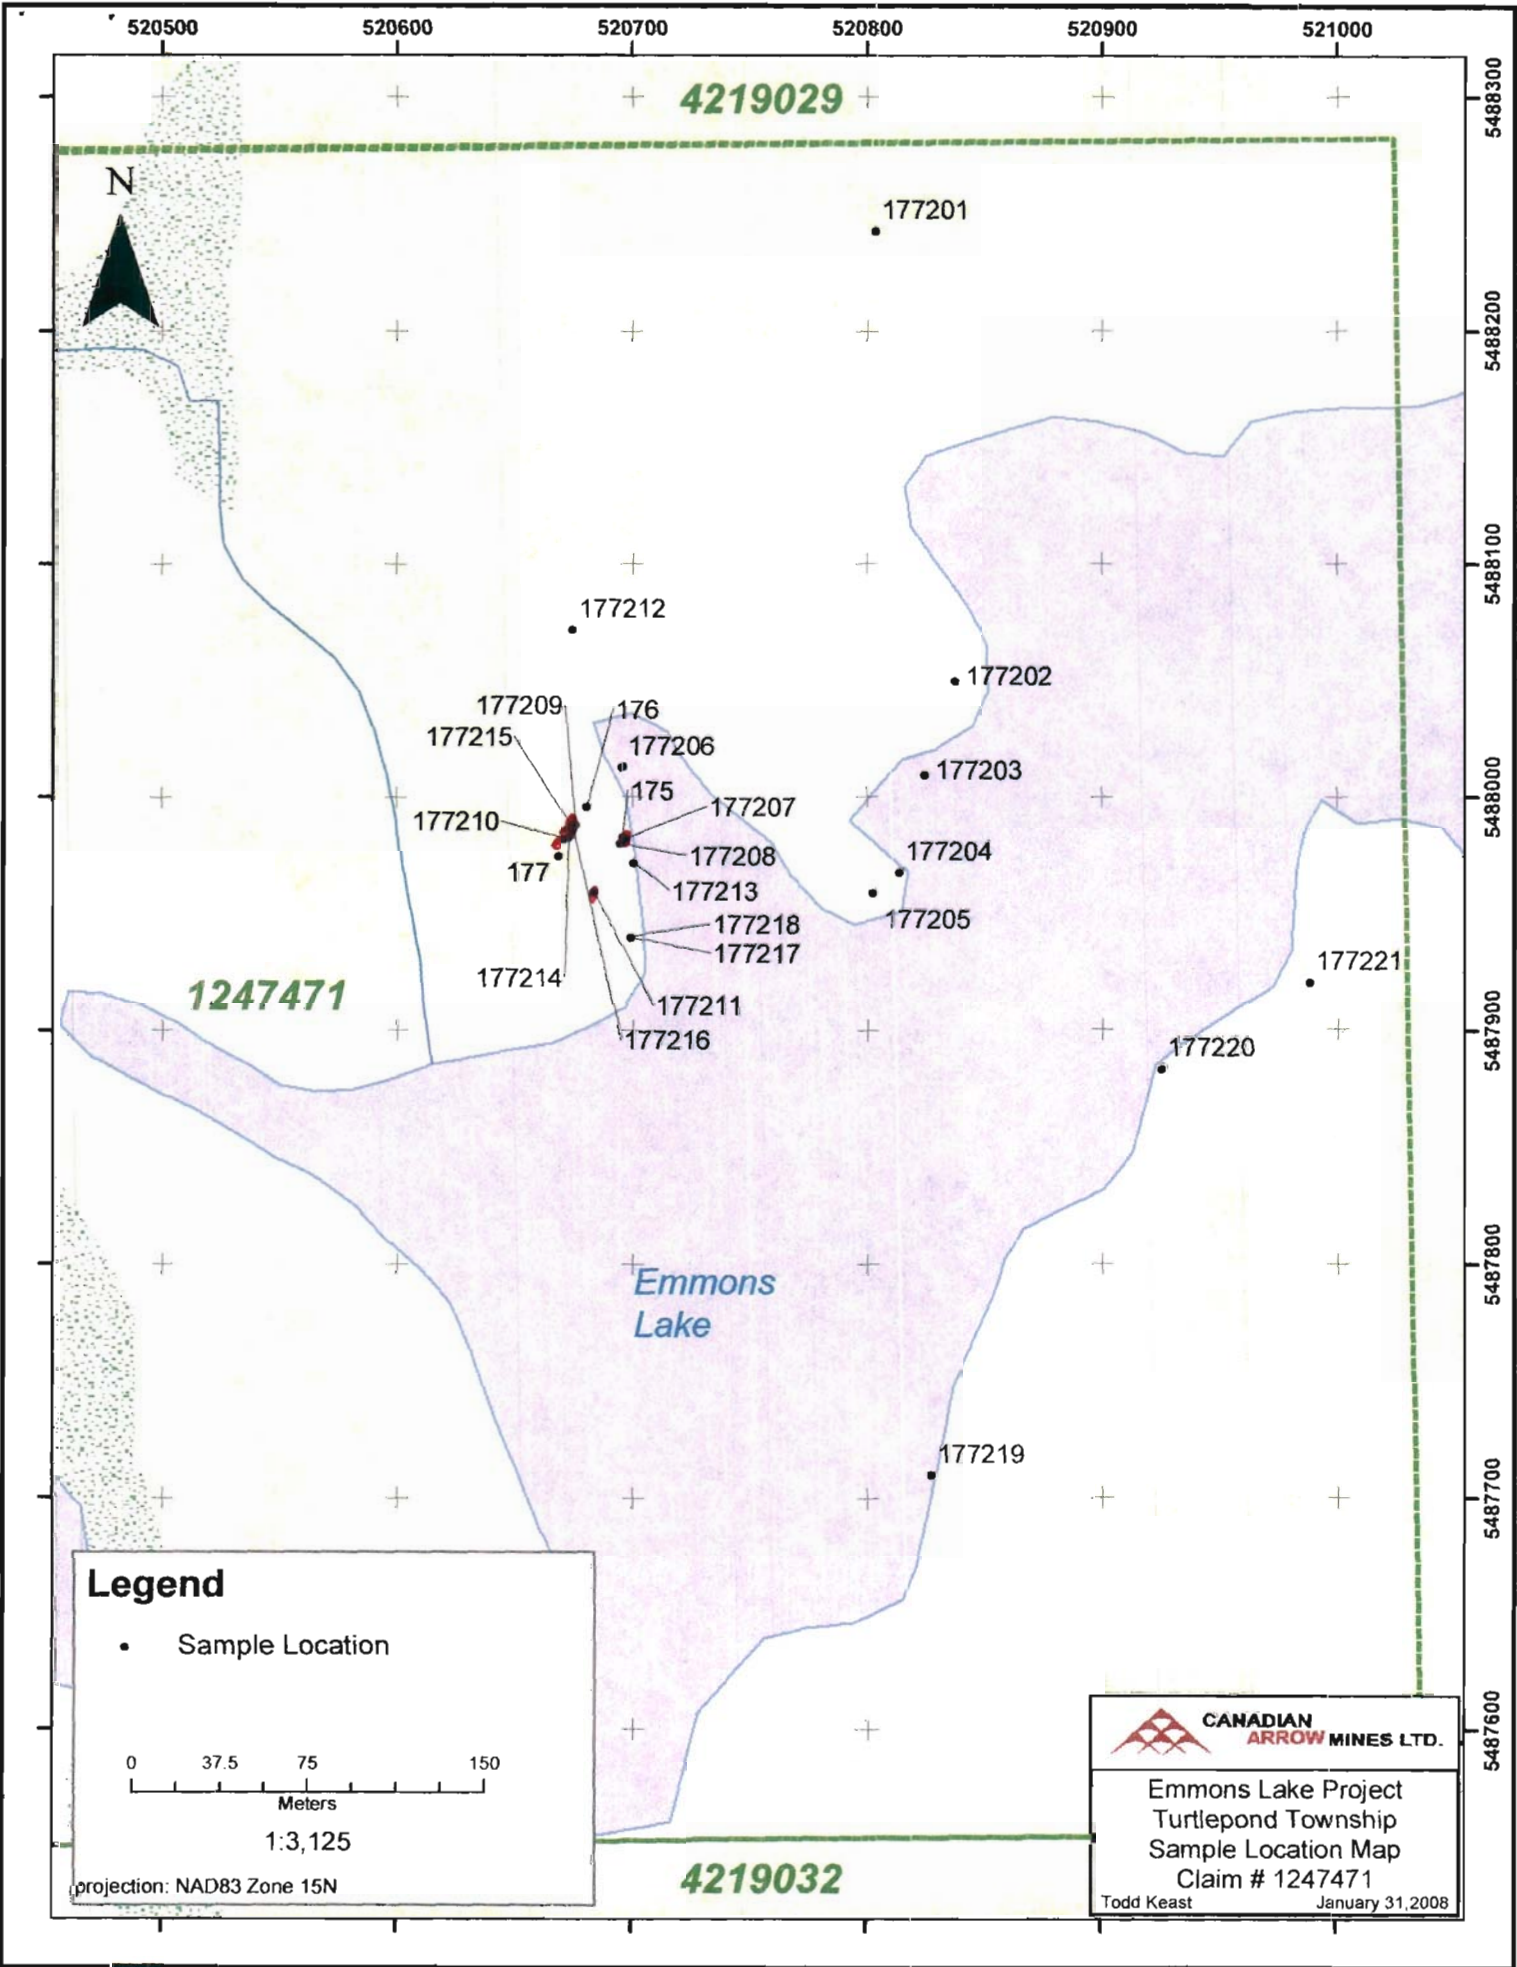 520500 520600 520700 520800 520900 521000
4219029
5488300
N
177201
5488200
5488100
177212
177202
177209
176
177215
177206
177203
175
5488000
177207
177210
177208
177204
177
177213
177205
177218
177217
177221
177214
1247471
177211
5487900
177216
177220
Emmons
Lake
5487800
177219
5487700
Legend
Sample Location
0 37.5 75 150
Meters
1:3,125
projection: NAD83 Zone 15N
4219032
5487600
CANADIAN
ARROW MINES LTD.
Emmons Lake Project
Turtlepond Township
Sample Location Map
Claim # 1247471
Todd Keast January 31,2008